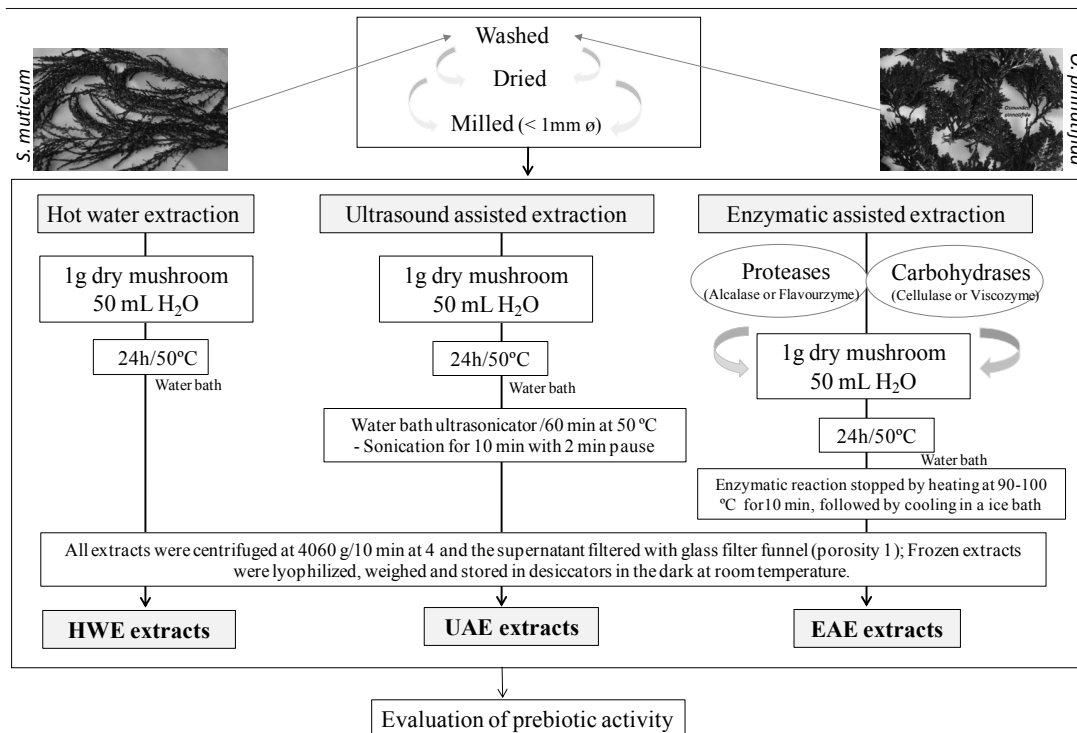 Washed
Dried
Milled (< 1mm ø)
S. muticum
O. pinnatifida
Osmundea
pinnatifida
Hot water extraction
1g dry mushroom
50 mL H₂O
24h/50ºC
Water bath
Ultrasound assisted extraction
1g dry mushroom
50 mL H₂O
24h/50ºC
Water bath
Water bath ultrasonicator /60 min at 50 ºC
- Sonication for 10 min with 2 min pause
Enzymatic assisted extraction
Proteases
(Alcalase or Flavourzyme)
Carbohydrases
(Cellulase or Viscozyme)
1g dry mushroom
50 mL H₂O
24h/50ºC
Water bath
Enzymatic reaction stopped by heating at 90-100
ºC for 10 min, followed by cooling in a ice bath
All extracts were centrifuged at 4060 g/10 min at 4 and the supernatant filtered with glass filter funnel (porosity 1); Frozen extracts
were lyophilized, weighed and stored in desiccators in the dark at room temperature.
HWE extracts
UAE extracts
EAE extracts
Evaluation of prebiotic activity